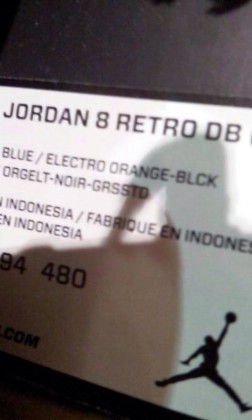 JORDAN 8 RETRO DB
BLUE / ELECTRO ORANGE-BLCK
ORGELT-NOIR-GRSSTD
INDONESIA / FABRIQUE EN INDONES
EN INDONESIA
94 480
.COM